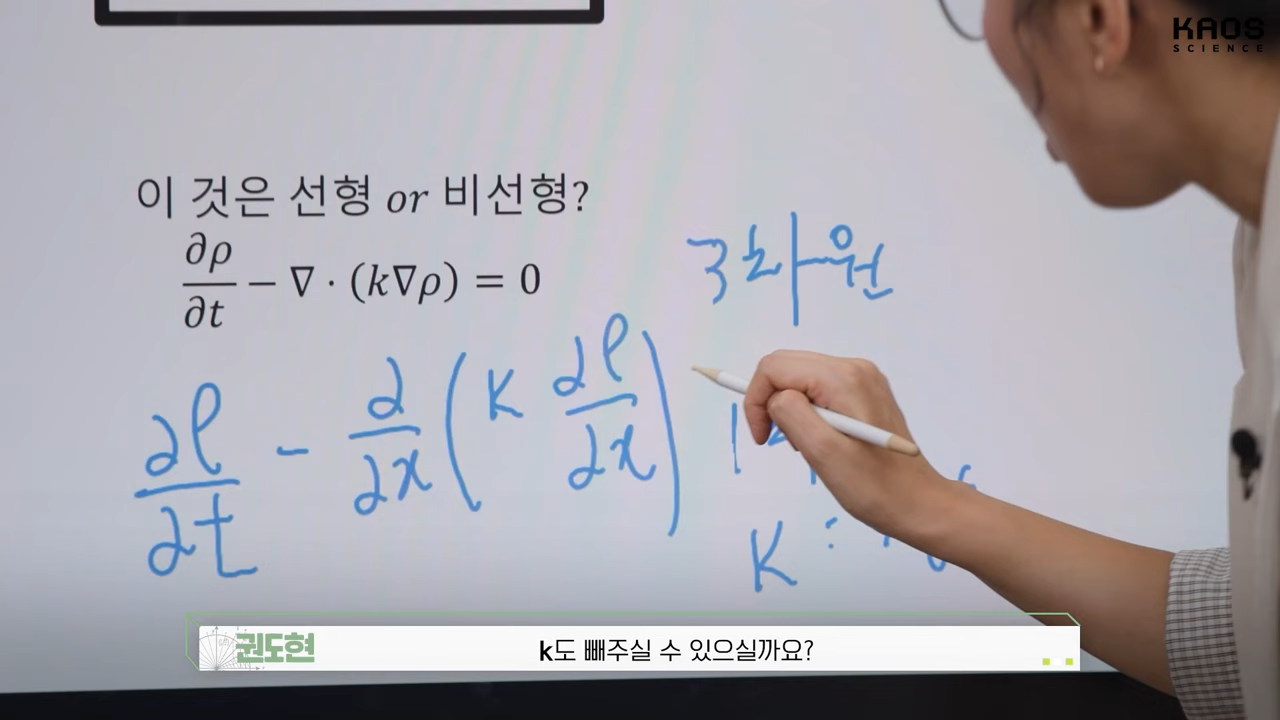 KAOS
SCIENCE
이 것은 선형 or 비선형?
∂ρ/∂t − ∇ · (k∇ρ) = 0
3차원
∂ρ/∂t - ∂/∂x (K ∂ρ/∂x)
K :
권도현
k도 빼주실 수 있으실까요?